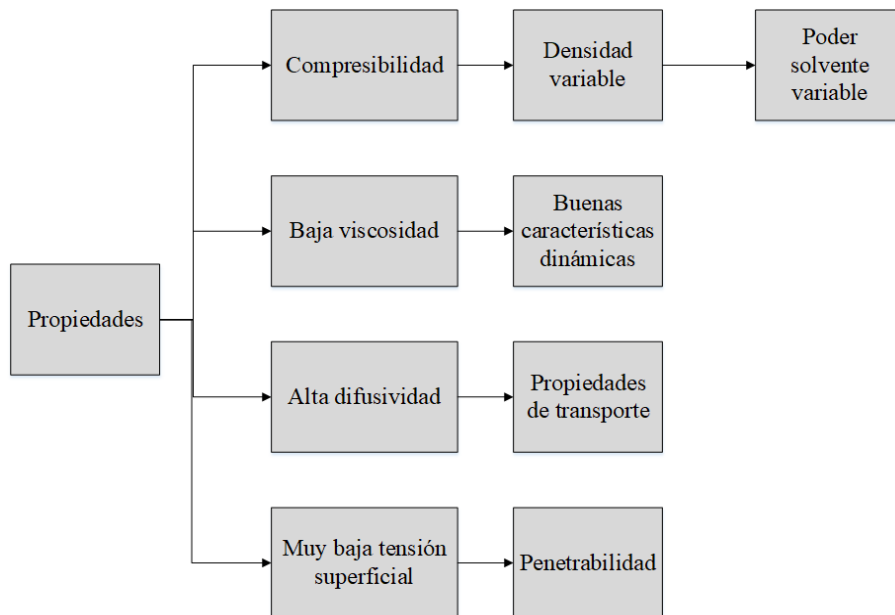 Compresibilidad
Densidad
variable
Poder
solvente
variable
Baja viscosidad
Buenas
características
dinámicas
Propiedades
Alta difusividad
Propiedades
de transporte
Muy baja tensión
superficial
Penetrabilidad